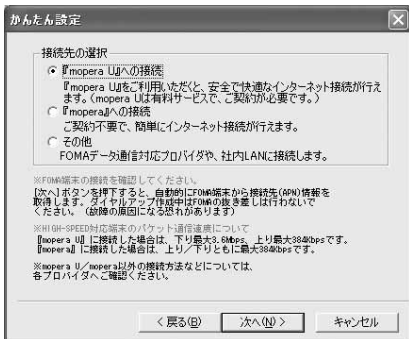 かんたん設定
接続先の選択
『mopera U』への接続
『mopera U』をご利用いただくと、安全で快適なインターネット接続が行え
ます。(mopera Uは有料サービスで、ご契約が必要です。)
『mopera』への接続
ご契約不要で、簡単にインターネット接続が行えます。
その他
FOMAデータ通信対応プロバイダや、社内LANに接続します。
※FOMA端末の接続を確認してください。
[次へ]ボタンを押下すると、自動的にFOMA端末から接続先(APN)情報を
取得します。ダイヤルアップ作成中はFOMAの抜き差しは行わないで
ください。(故障の原因になる恐れがあります)
※HIGH-SPEED対応端末のパケット通信速度について
『mopera U』に接続した場合は、下り最大3.6Mbps、上り最大384kbpsです。
『mopera』に接続した場合は、上り/下りともに最大384kbpsです。
※mopera U/mopera以外の接続方法などについては、
各プロバイダへご確認ください。
< 戻る(B)
次へ(N) >
キャンセル